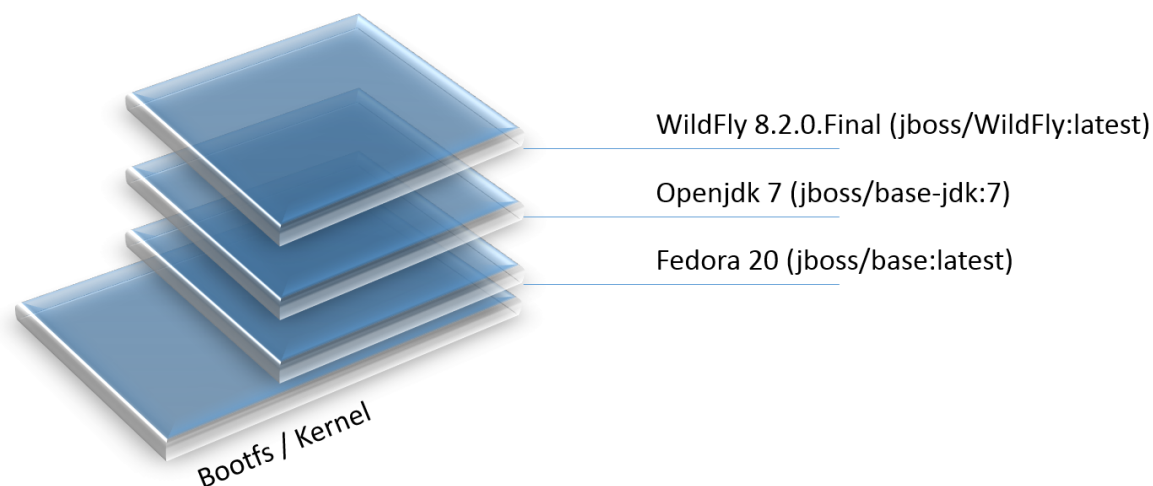 WildFly 8.2.0.Final (jboss/WildFly:latest)
Openjdk 7 (jboss/base-jdk:7)
Fedora 20 (jboss/base:latest)
Bootfs / Kernel